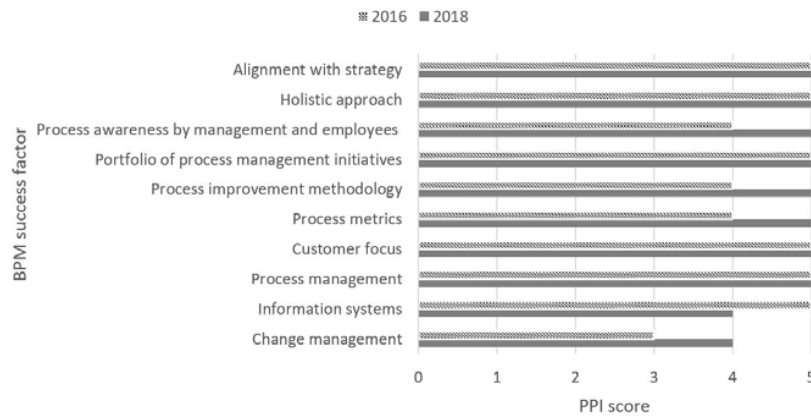 2016 2018
BPM success factor
Alignment with strategy
Holistic approach
Process awareness by management and employees
Portfolio of process management initiatives
Process improvement methodology
Process metrics
Customer focus
Process management
Information systems
Change management
0 1 2 3 4 5
PPI score